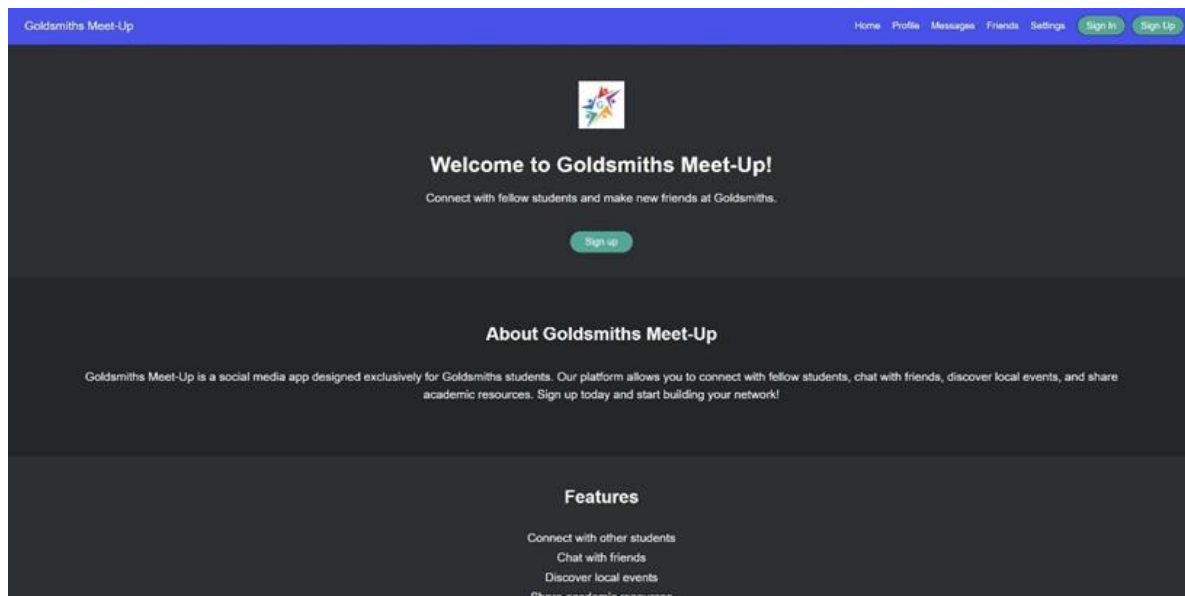 Goldsmiths Meet-Up
Home Profile Messages Friends Settings Sign In Sign Up
G
Welcome to Goldsmiths Meet-Up!
Connect with fellow students and make new friends at Goldsmiths.
Sign up
About Goldsmiths Meet-Up
Goldsmiths Meet-Up is a social media app designed exclusively for Goldsmiths students. Our platform allows you to connect with fellow students, chat with friends, discover local events, and share
academic resources. Sign up today and start building your network!
Features
Connect with other students
Chat with friends
Discover local events
Share academic resources